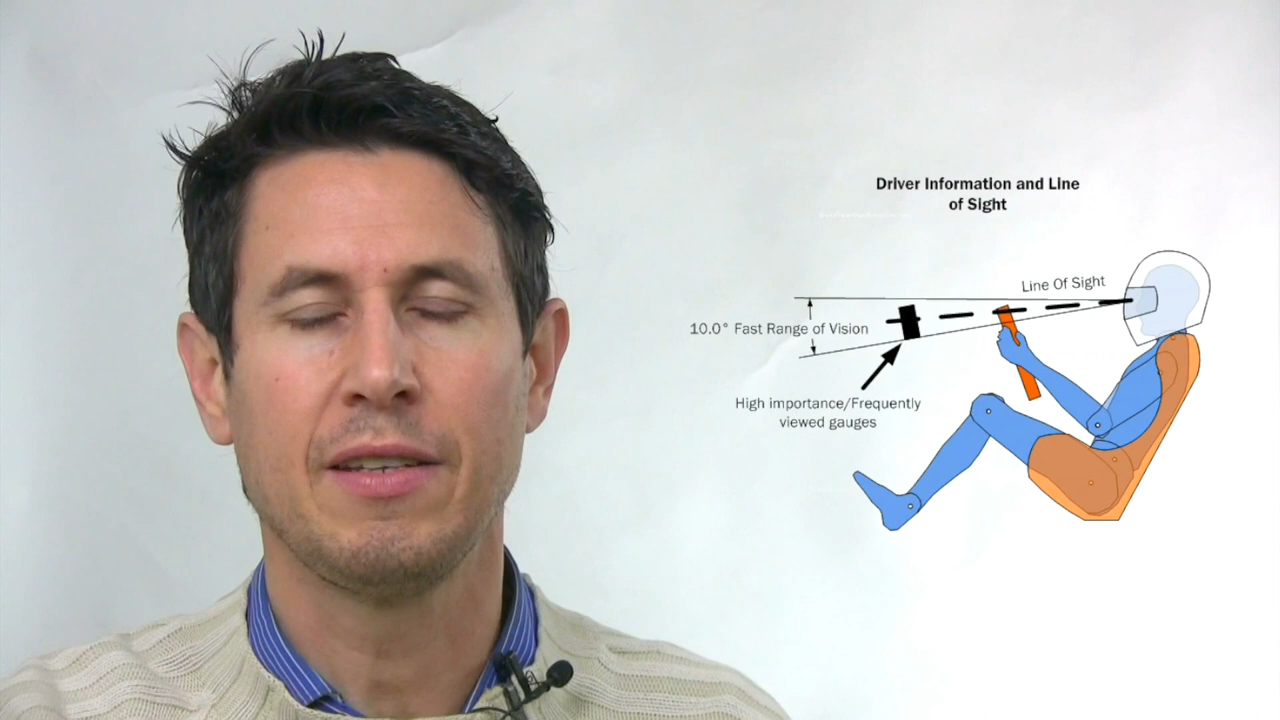 Driver Information and Line
of Sight
Line Of Sight
10.0° Fast Range of Vision
High importance/Frequently
viewed gauges